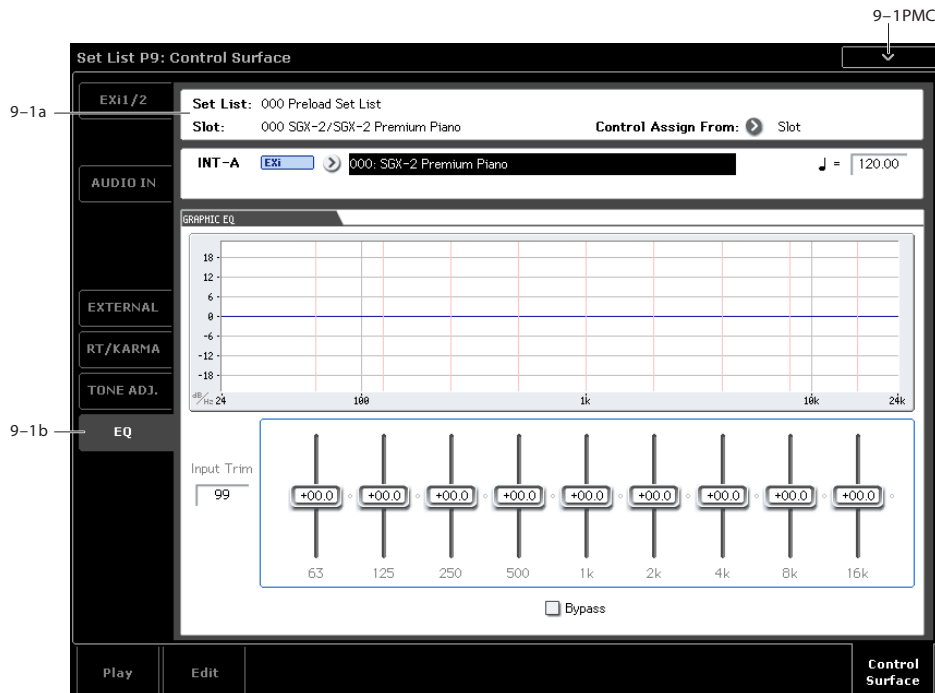 9–1PMC
Set List P9: Control Surface
9–1a
EXi1/2
Set List: 000 Preload Set List
Slot: 000 SGX-2/SGX-2 Premium Piano Control Assign From: Slot
INT-A EXi 000: SGX-2 Premium Piano ♩ = 120.00
AUDIO IN
GRAPHIC EQ
18
12
6
0
-6
-12
-18
dB/Hz 24 100 1k 10k 24k
EXTERNAL
RT/KARMA
TONE ADJ.
9–1b
EQ
Input Trim
99
+00.0 +00.0 +00.0 +00.0 +00.0 +00.0 +00.0 +00.0 +00.0
63 125 250 500 1k 2k 4k 8k 16k
Bypass
Play Edit Control
Surface